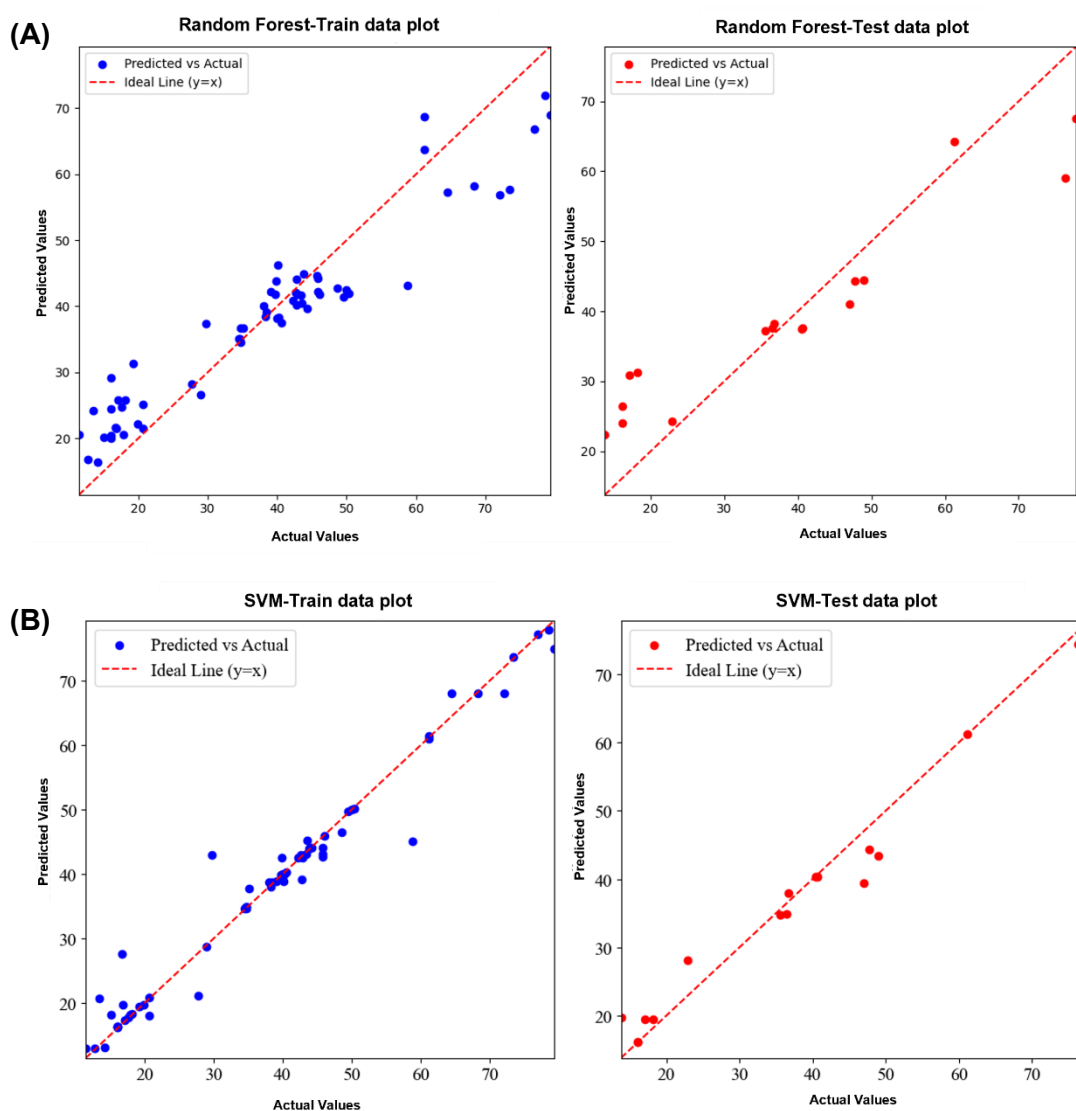 (A)
Random Forest-Train data plot
Predicted vs Actual
Ideal Line (y=x)
70
60
50
40
30
20
20
30
40
50
60
70
Predicted Values
Actual Values
Random Forest-Test data plot
Predicted vs Actual
Ideal Line (y=x)
70
60
50
40
30
20
20
30
40
50
60
70
Predicted Values
Actual Values
(B)
SVM-Train data plot
Predicted vs Actual
Ideal Line (y=x)
70
60
50
40
30
20
20
30
40
50
60
70
Predicted Values
Actual Values
SVM-Test data plot
Predicted vs Actual
Ideal Line (y=x)
70
60
50
40
30
20
20
30
40
50
60
70
Predicted Values
Actual Values